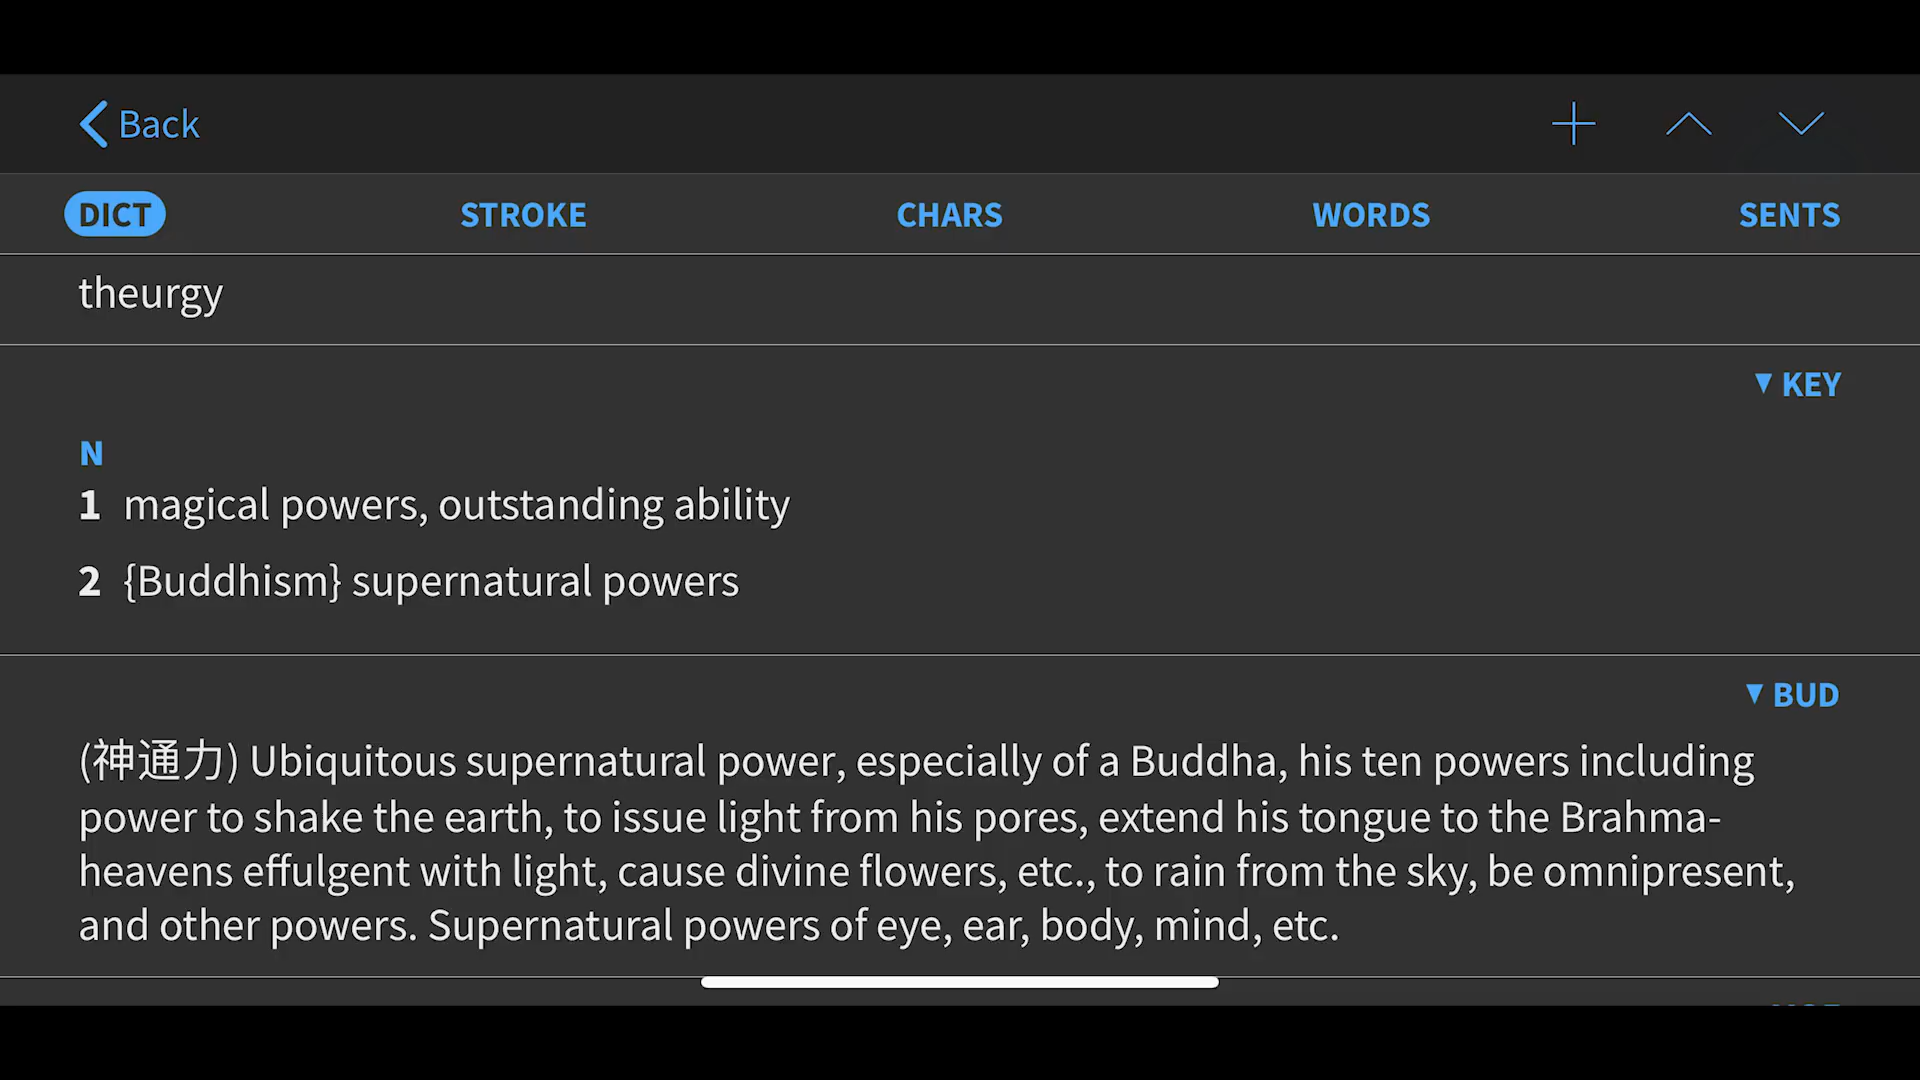 Back
DICT STROKE CHARS WORDS SENTS
theurgy
▼ KEY
N
1 magical powers, outstanding ability
2 {Buddhism} supernatural powers
▼ BUD
(神通力) Ubiquitous supernatural power, especially of a Buddha, his ten powers including
power to shake the earth, to issue light from his pores, extend his tongue to the Brahma-
heavens effulgent with light, cause divine flowers, etc., to rain from the sky, be omnipresent,
and other powers. Supernatural powers of eye, ear, body, mind, etc.